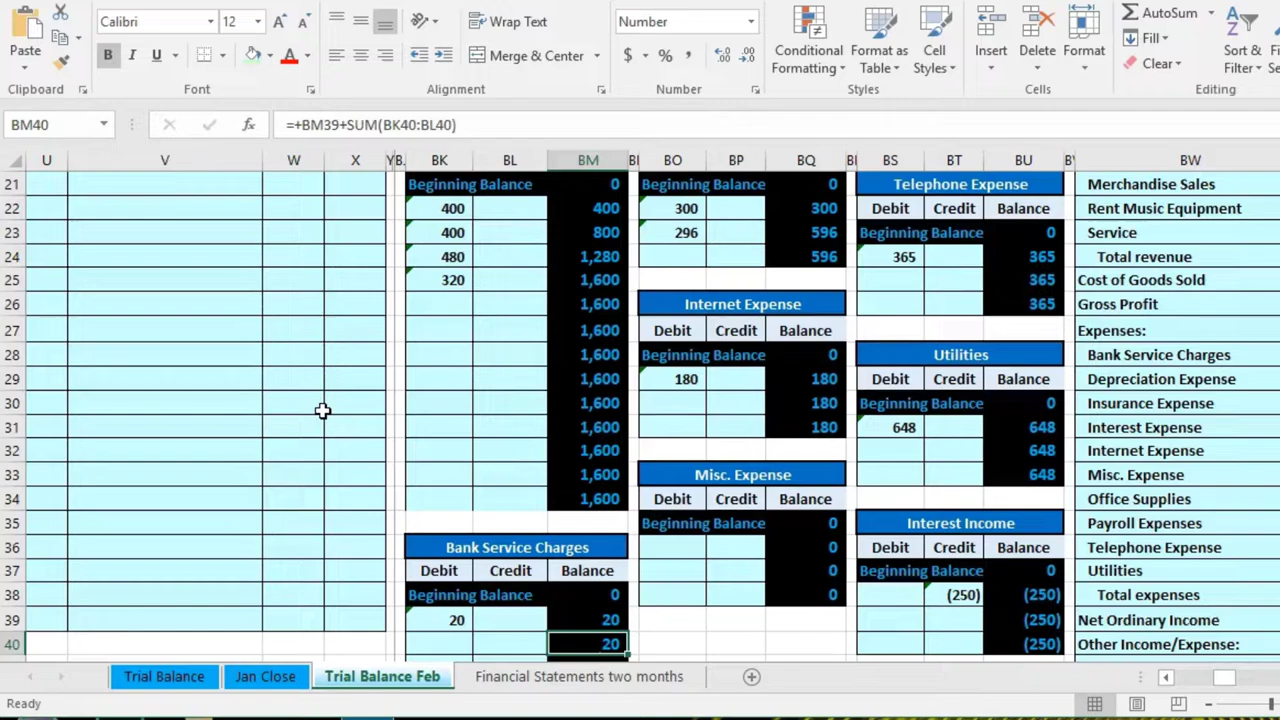 Calibri 12 Wrap Text Number AutoSum
Paste B I U Merge & Center $ % , Conditional Formatting Format as Table Cell Styles Insert Delete Format Fill Clear Sort & Filter
Clipboard Font Alignment Number Styles Cells Editing
BM40 fx =+BM39+SUM(BK40:BL40)
U V W X BK BL BM BO BP BQ BS BT BU BW
21 Beginning Balance 0 Beginning Balance 0 Telephone Expense Merchandise Sales
22 400 400 300 300 Debit Credit Balance Rent Music Equipment
23 400 800 296 596 Beginning Balance 0 Service
24 480 1,280 596 365 365 Total revenue
25 320 1,600 365 Cost of Goods Sold
26 1,600 Internet Expense 365 Gross Profit
27 1,600 Debit Credit Balance Expenses:
28 1,600 Beginning Balance 0 Utilities Bank Service Charges
29 1,600 180 180 Debit Credit Balance Depreciation Expense
30 1,600 180 Beginning Balance 0 Insurance Expense
31 1,600 180 648 648 Interest Expense
32 1,600 648 Internet Expense
33 1,600 Misc. Expense 648 Misc. Expense
34 1,600 Debit Credit Balance Office Supplies
35 Beginning Balance 0 Interest Income Payroll Expenses
36 Bank Service Charges 0 Debit Credit Balance Telephone Expense
37 Debit Credit Balance 0 Beginning Balance 0 Utilities
38 Beginning Balance 0 0 (250) (250) Total expenses
39 20 20 (250) Net Ordinary Income
40 20 (250) Other Income/Expense:
Trial Balance Jan Close Trial Balance Feb Financial Statements two months
Ready